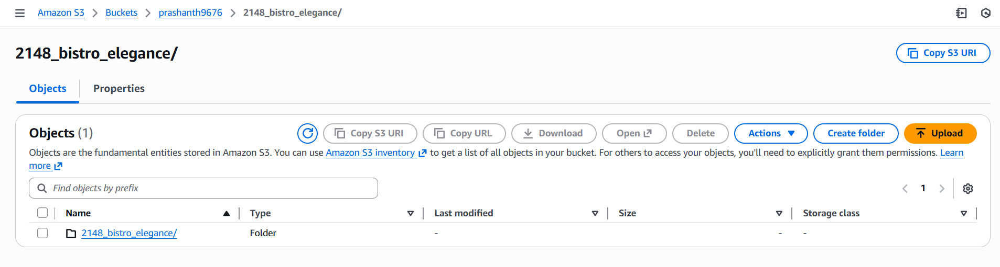 Amazon S3 > Buckets > prashanth9676 > 2148_bistro_elegance/
2148_bistro_elegance/
Copy S3 URI
Objects
Properties
Objects (1)
Copy S3 URI
Copy URL
Download
Open
Delete
Actions
Create folder
Upload
Objects are the fundamental entities stored in Amazon S3. You can use Amazon S3 inventory to get a list of all objects in your bucket. For others to access your objects, you'll need to explicitly grant them permissions. Learn
more
Find objects by prefix
1
Name Type Last modified Size Storage class
2148_bistro_elegance/ Folder - - -